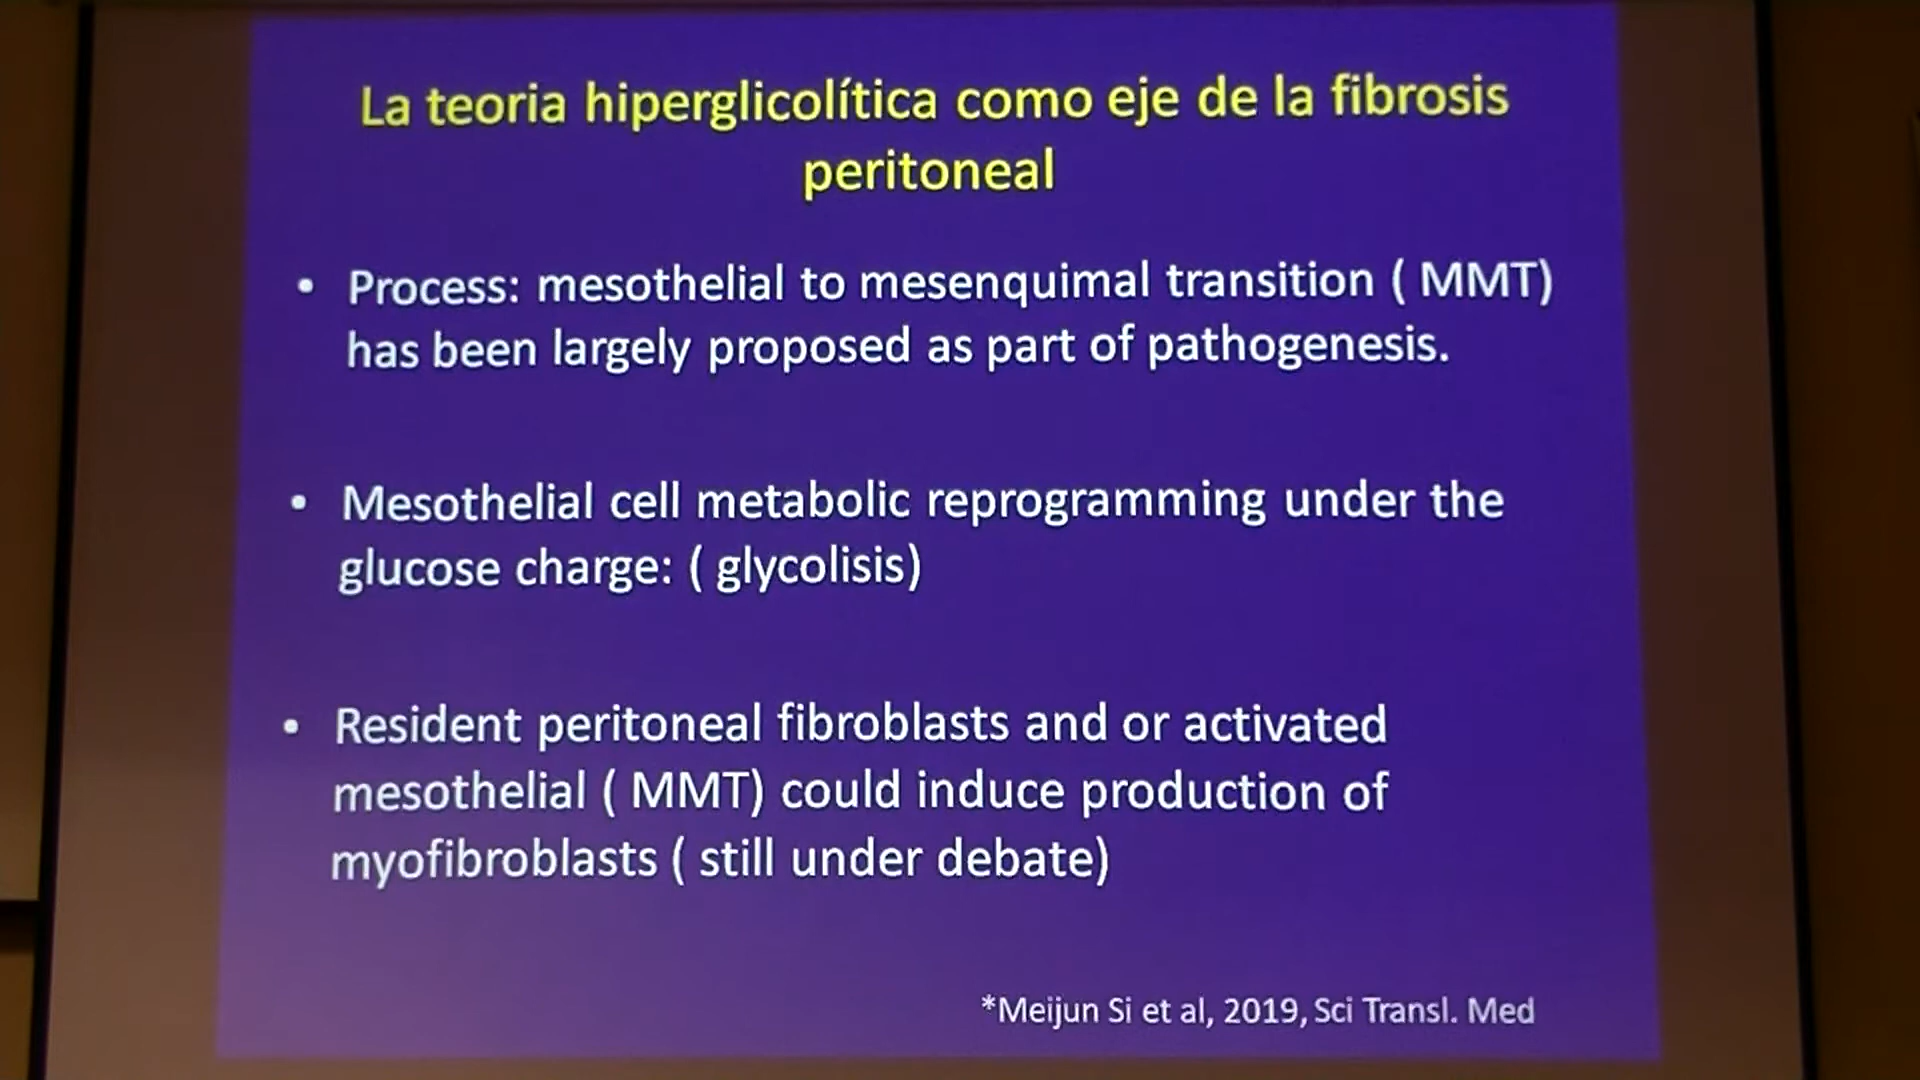 La teoria hiperglicolítica como eje de la fibrosis
peritoneal
• Process: mesothelial to mesenquimal transition ( MMT)
has been largely proposed as part of pathogenesis.
• Mesothelial cell metabolic reprogramming under the
glucose charge: ( glycolisis)
• Resident peritoneal fibroblasts and or activated
mesothelial ( MMT) could induce production of
myofibroblasts ( still under debate)
*Meijun Si et al, 2019, Sci Transl. Med